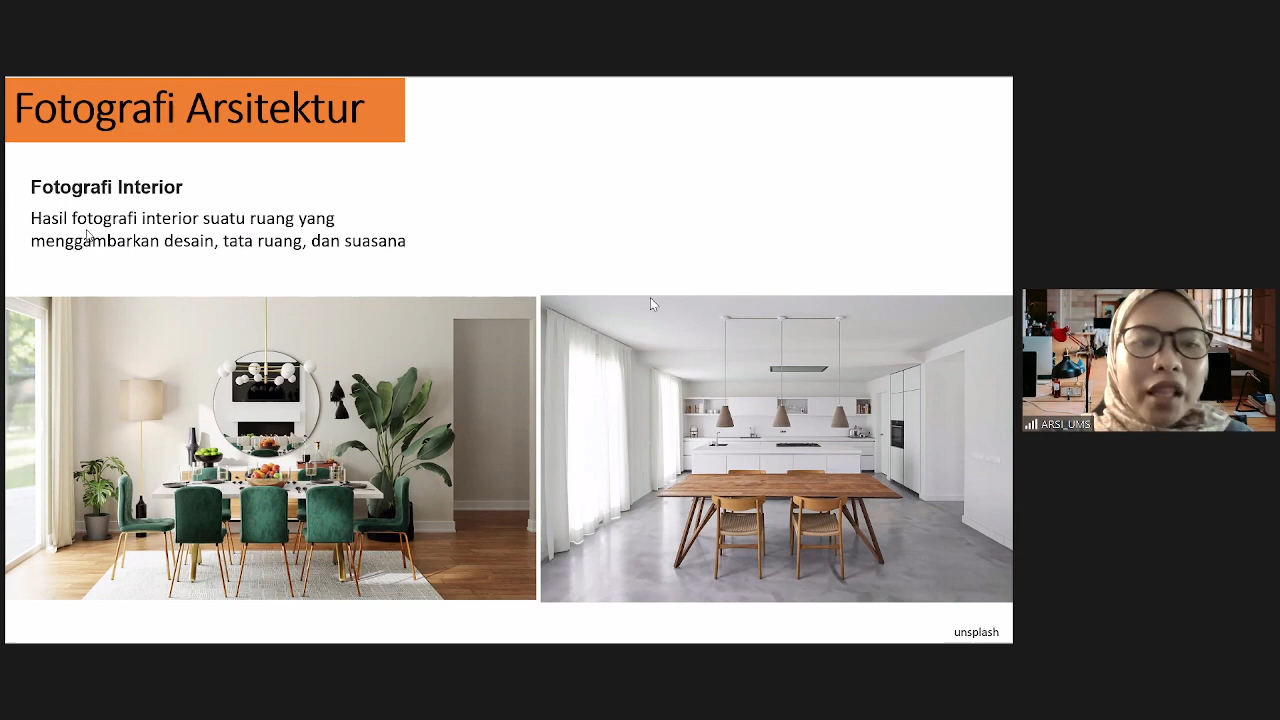 Fotografi Arsitektur
Fotografi Interior
Hasil fotografi interior suatu ruang yang
menggambarkan desain, tata ruang, dan suasana
ARSI_UMS
unsplash